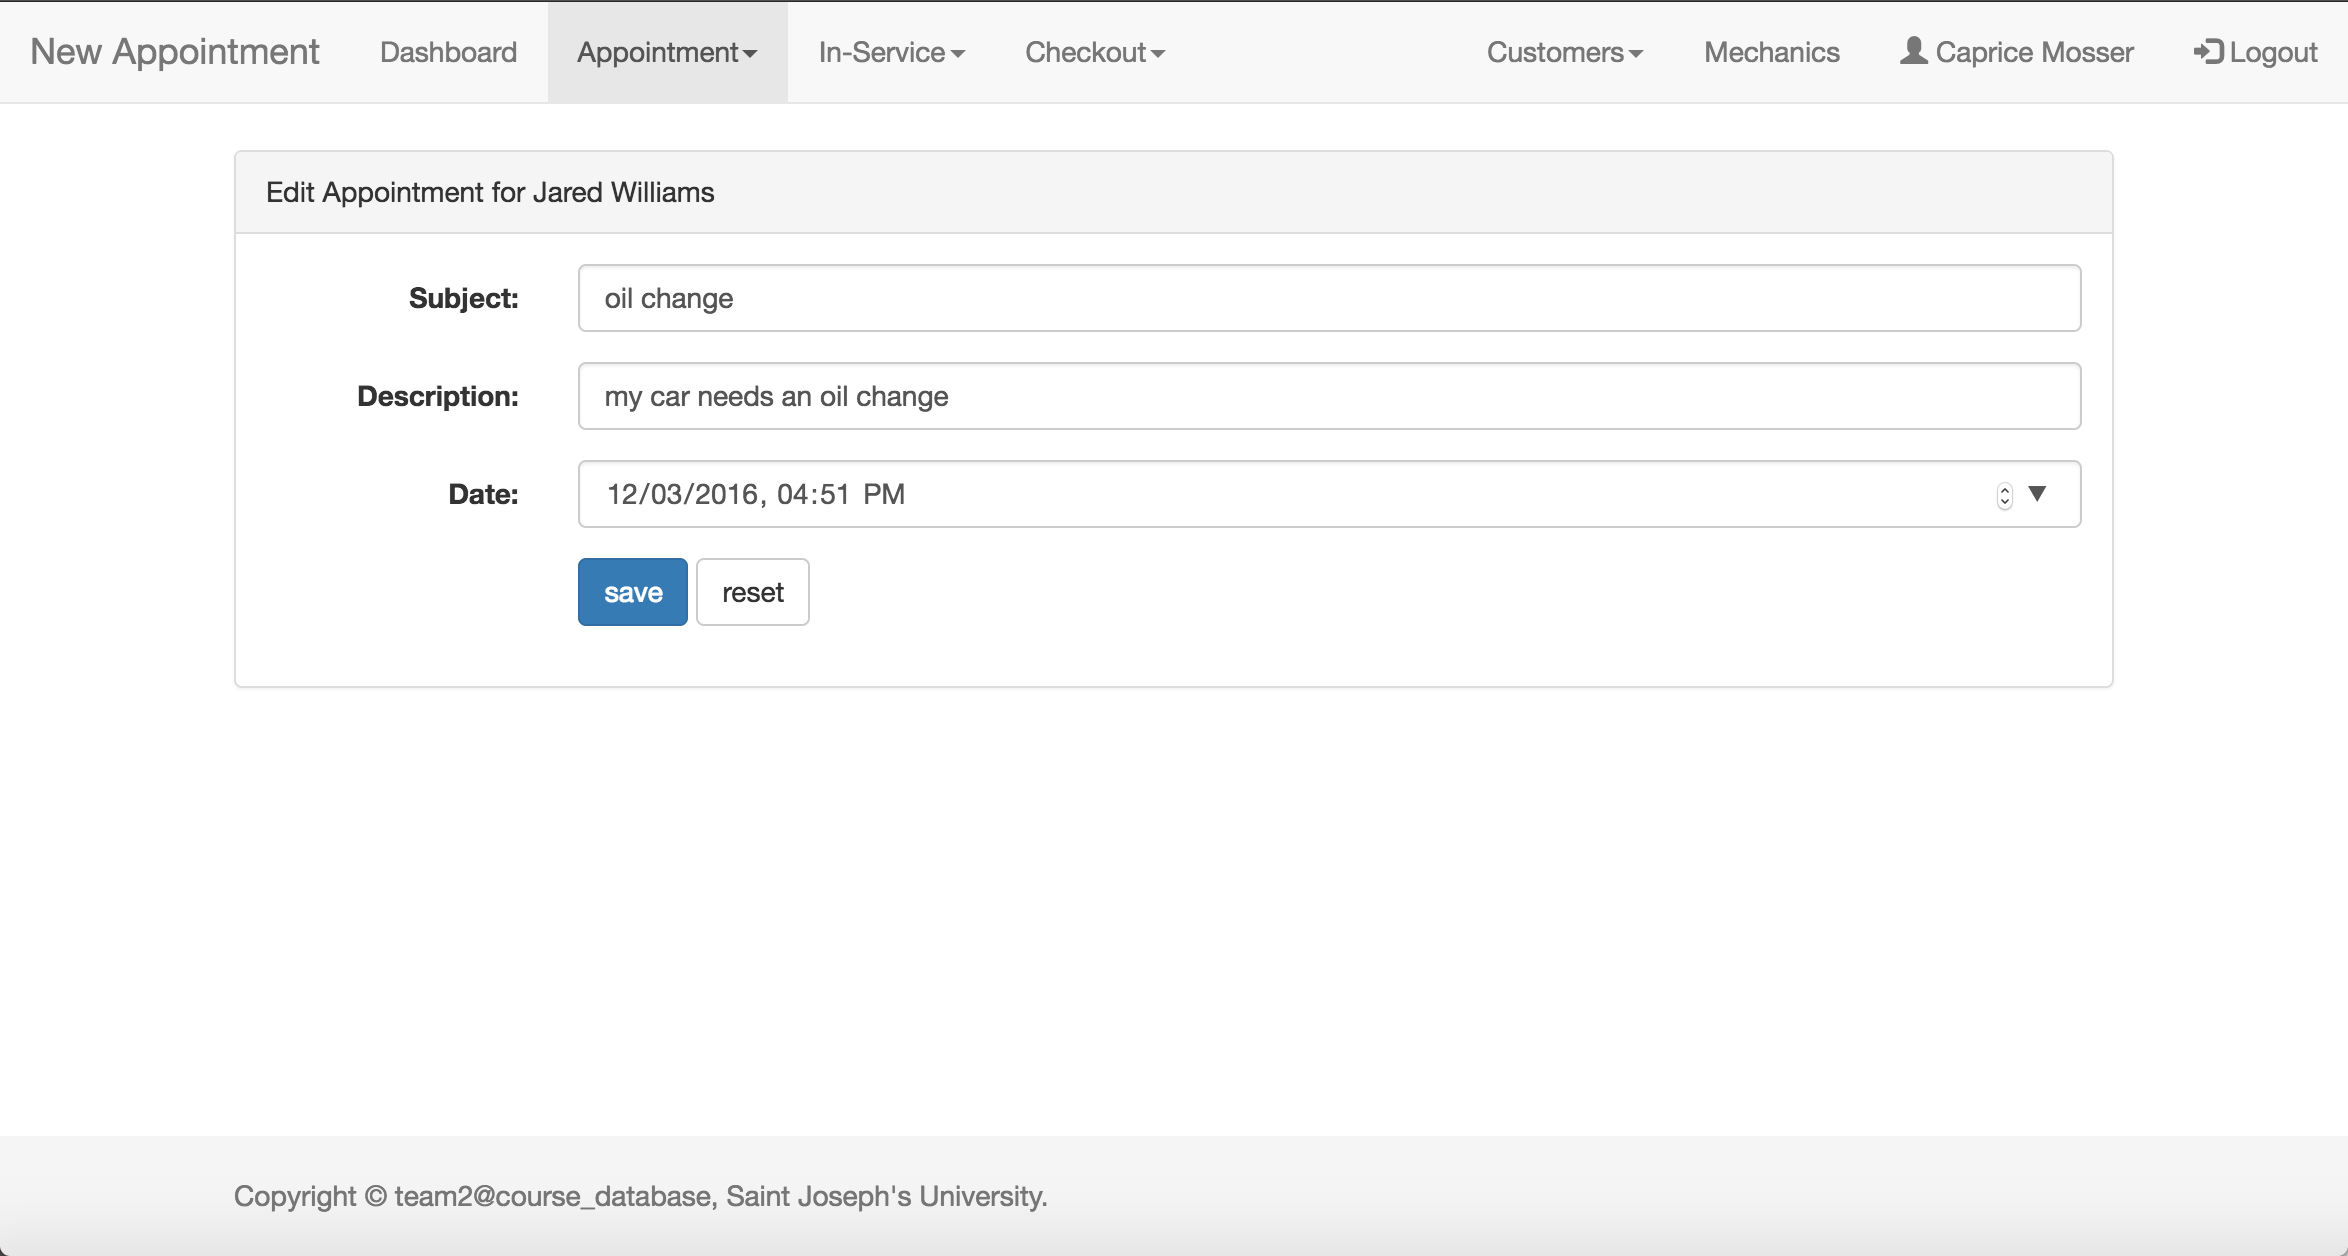 New Appointment Dashboard Appointment In-Service Checkout Customers Mechanics Caprice Mosser Logout
Edit Appointment for Jared Williams
Subject: oil change
Description: my car needs an oil change
Date: 12/03/2016, 04:51 PM
save reset
Copyright © team2@course_database, Saint Joseph's University.